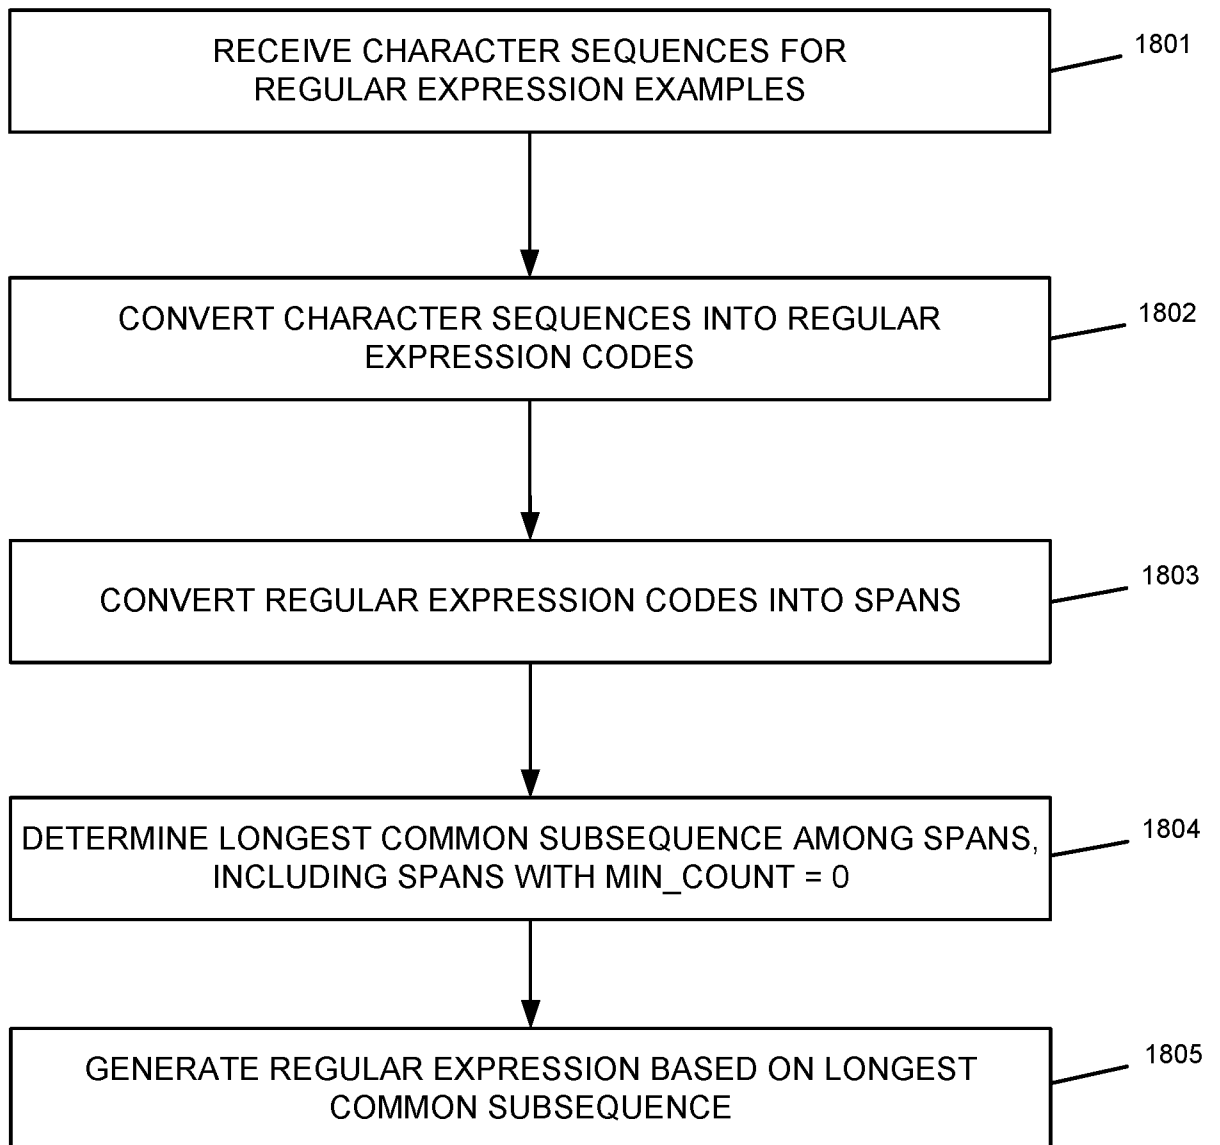 RECEIVE CHARACTER SEQUENCES FOR
REGULAR EXPRESSION EXAMPLES
1801
CONVERT CHARACTER SEQUENCES INTO REGULAR
EXPRESSION CODES
1802
CONVERT REGULAR EXPRESSION CODES INTO SPANS
1803
DETERMINE LONGEST COMMON SUBSEQUENCE AMONG SPANS,
INCLUDING SPANS WITH MIN_COUNT = 0
1804
GENERATE REGULAR EXPRESSION BASED ON LONGEST
COMMON SUBSEQUENCE
1805